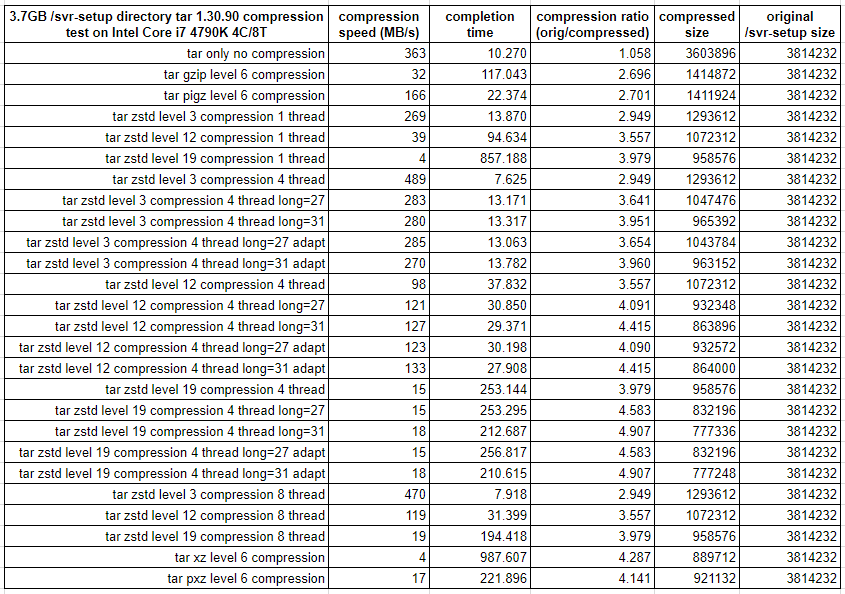 3.7GB /svr-setup directory tar 1.30.90 compression test on Intel Core i7 4790K 4C/8T | compression speed (MB/s) | completion time | compression ratio (orig/compressed) | compressed size | original /svr-setup size
tar only no compression 363 10.270 1.058 3603896 3814232
tar gzip level 6 compression 32 117.043 2.696 1414872 3814232
tar pigz level 6 compression 166 22.374 2.701 1411924 3814232
tar zstd level 3 compression 1 thread 269 13.870 2.949 1293612 3814232
tar zstd level 12 compression 1 thread 39 94.634 3.557 1072312 3814232
tar zstd level 19 compression 1 thread 4 857.188 3.979 958576 3814232
tar zstd level 3 compression 4 thread 489 7.625 2.949 1293612 3814232
tar zstd level 3 compression 4 thread long=27 283 13.171 3.641 1047476 3814232
tar zstd level 3 compression 4 thread long=31 280 13.317 3.951 965392 3814232
tar zstd level 3 compression 4 thread long=27 adapt 285 13.063 3.654 1043784 3814232
tar zstd level 3 compression 4 thread long=31 adapt 270 13.782 3.960 963152 3814232
tar zstd level 12 compression 4 thread 98 37.832 3.557 1072312 3814232
tar zstd level 12 compression 4 thread long=27 121 30.850 4.091 932348 3814232
tar zstd level 12 compression 4 thread long=31 127 29.371 4.415 863896 3814232
tar zstd level 12 compression 4 thread long=27 adapt 123 30.198 4.090 932572 3814232
tar zstd level 12 compression 4 thread long=31 adapt 133 27.908 4.415 864000 3814232
tar zstd level 19 compression 4 thread 15 253.144 3.979 958576 3814232
tar zstd level 19 compression 4 thread long=27 15 253.295 4.583 832196 3814232
tar zstd level 19 compression 4 thread long=31 18 212.687 4.907 777336 3814232
tar zstd level 19 compression 4 thread long=27 adapt 15 256.817 4.583 832196 3814232
tar zstd level 19 compression 4 thread long=31 adapt 18 210.615 4.907 777248 3814232
tar zstd level 3 compression 8 thread 470 7.918 2.949 1293612 3814232
tar zstd level 12 compression 8 thread 119 31.399 3.557 1072312 3814232
tar zstd level 19 compression 8 thread 19 194.418 3.979 958576 3814232
tar xz level 6 compression 4 987.607 4.287 889712 3814232
tar pxz level 6 compression 17 221.896 4.141 921132 3814232